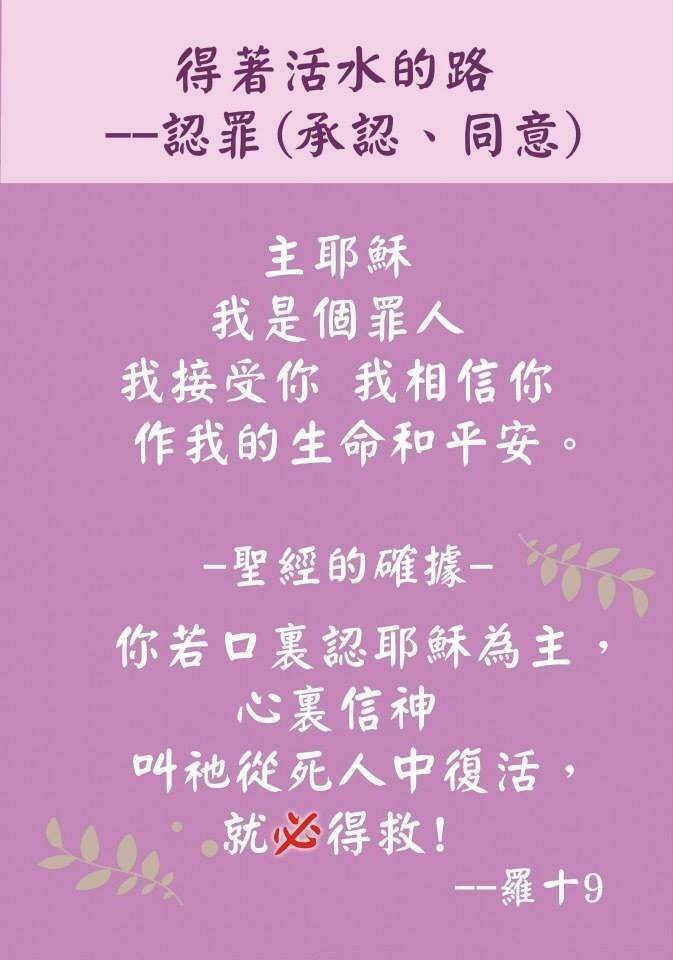 得著活水的路
--認罪(承認、同意)
主耶穌
我是個罪人
我接受你 我相信你
作我的生命和平安。
-聖經的確據-
你若口裏認耶穌為主，
心裏信神
叫祂從死人中復活，
就必得救!
--羅十9